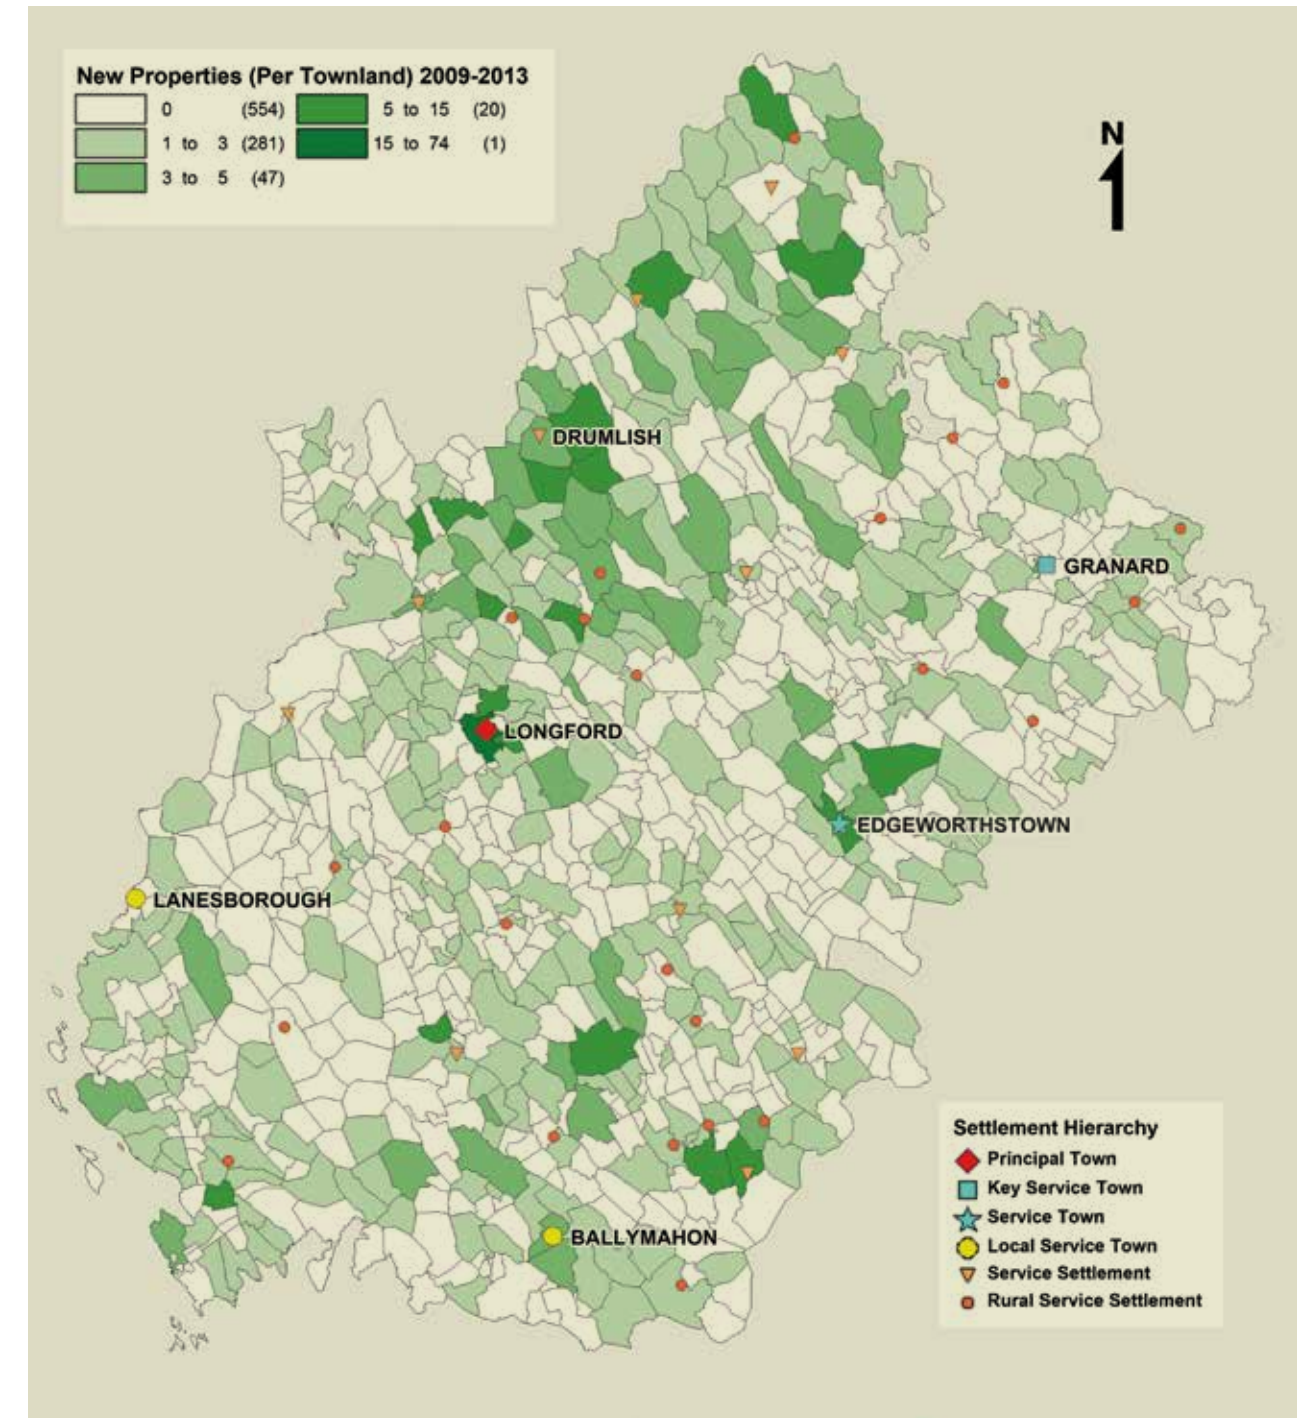 New Properties (Per Townland) 2009-2013
0 (554) 5 to 15 (20)
1 to 3 (281) 15 to 74 (1)
3 to 5 (47)
N
DRUMLISH
GRANARD
LONGFORD
EDGEWORTHSTOWN
LANESBOROUGH
BALLYMAHON
Settlement Hierarchy
Principal Town
Key Service Town
Service Town
Local Service Town
Service Settlement
Rural Service Settlement